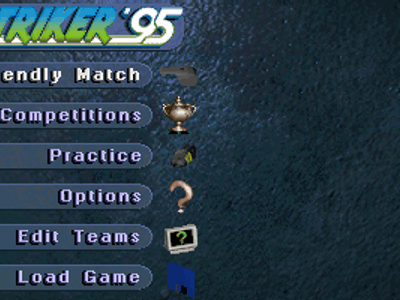 TRIKER '95
endly Match
Competitions
Practice
Options
Edit Teams
Load Game
?
?